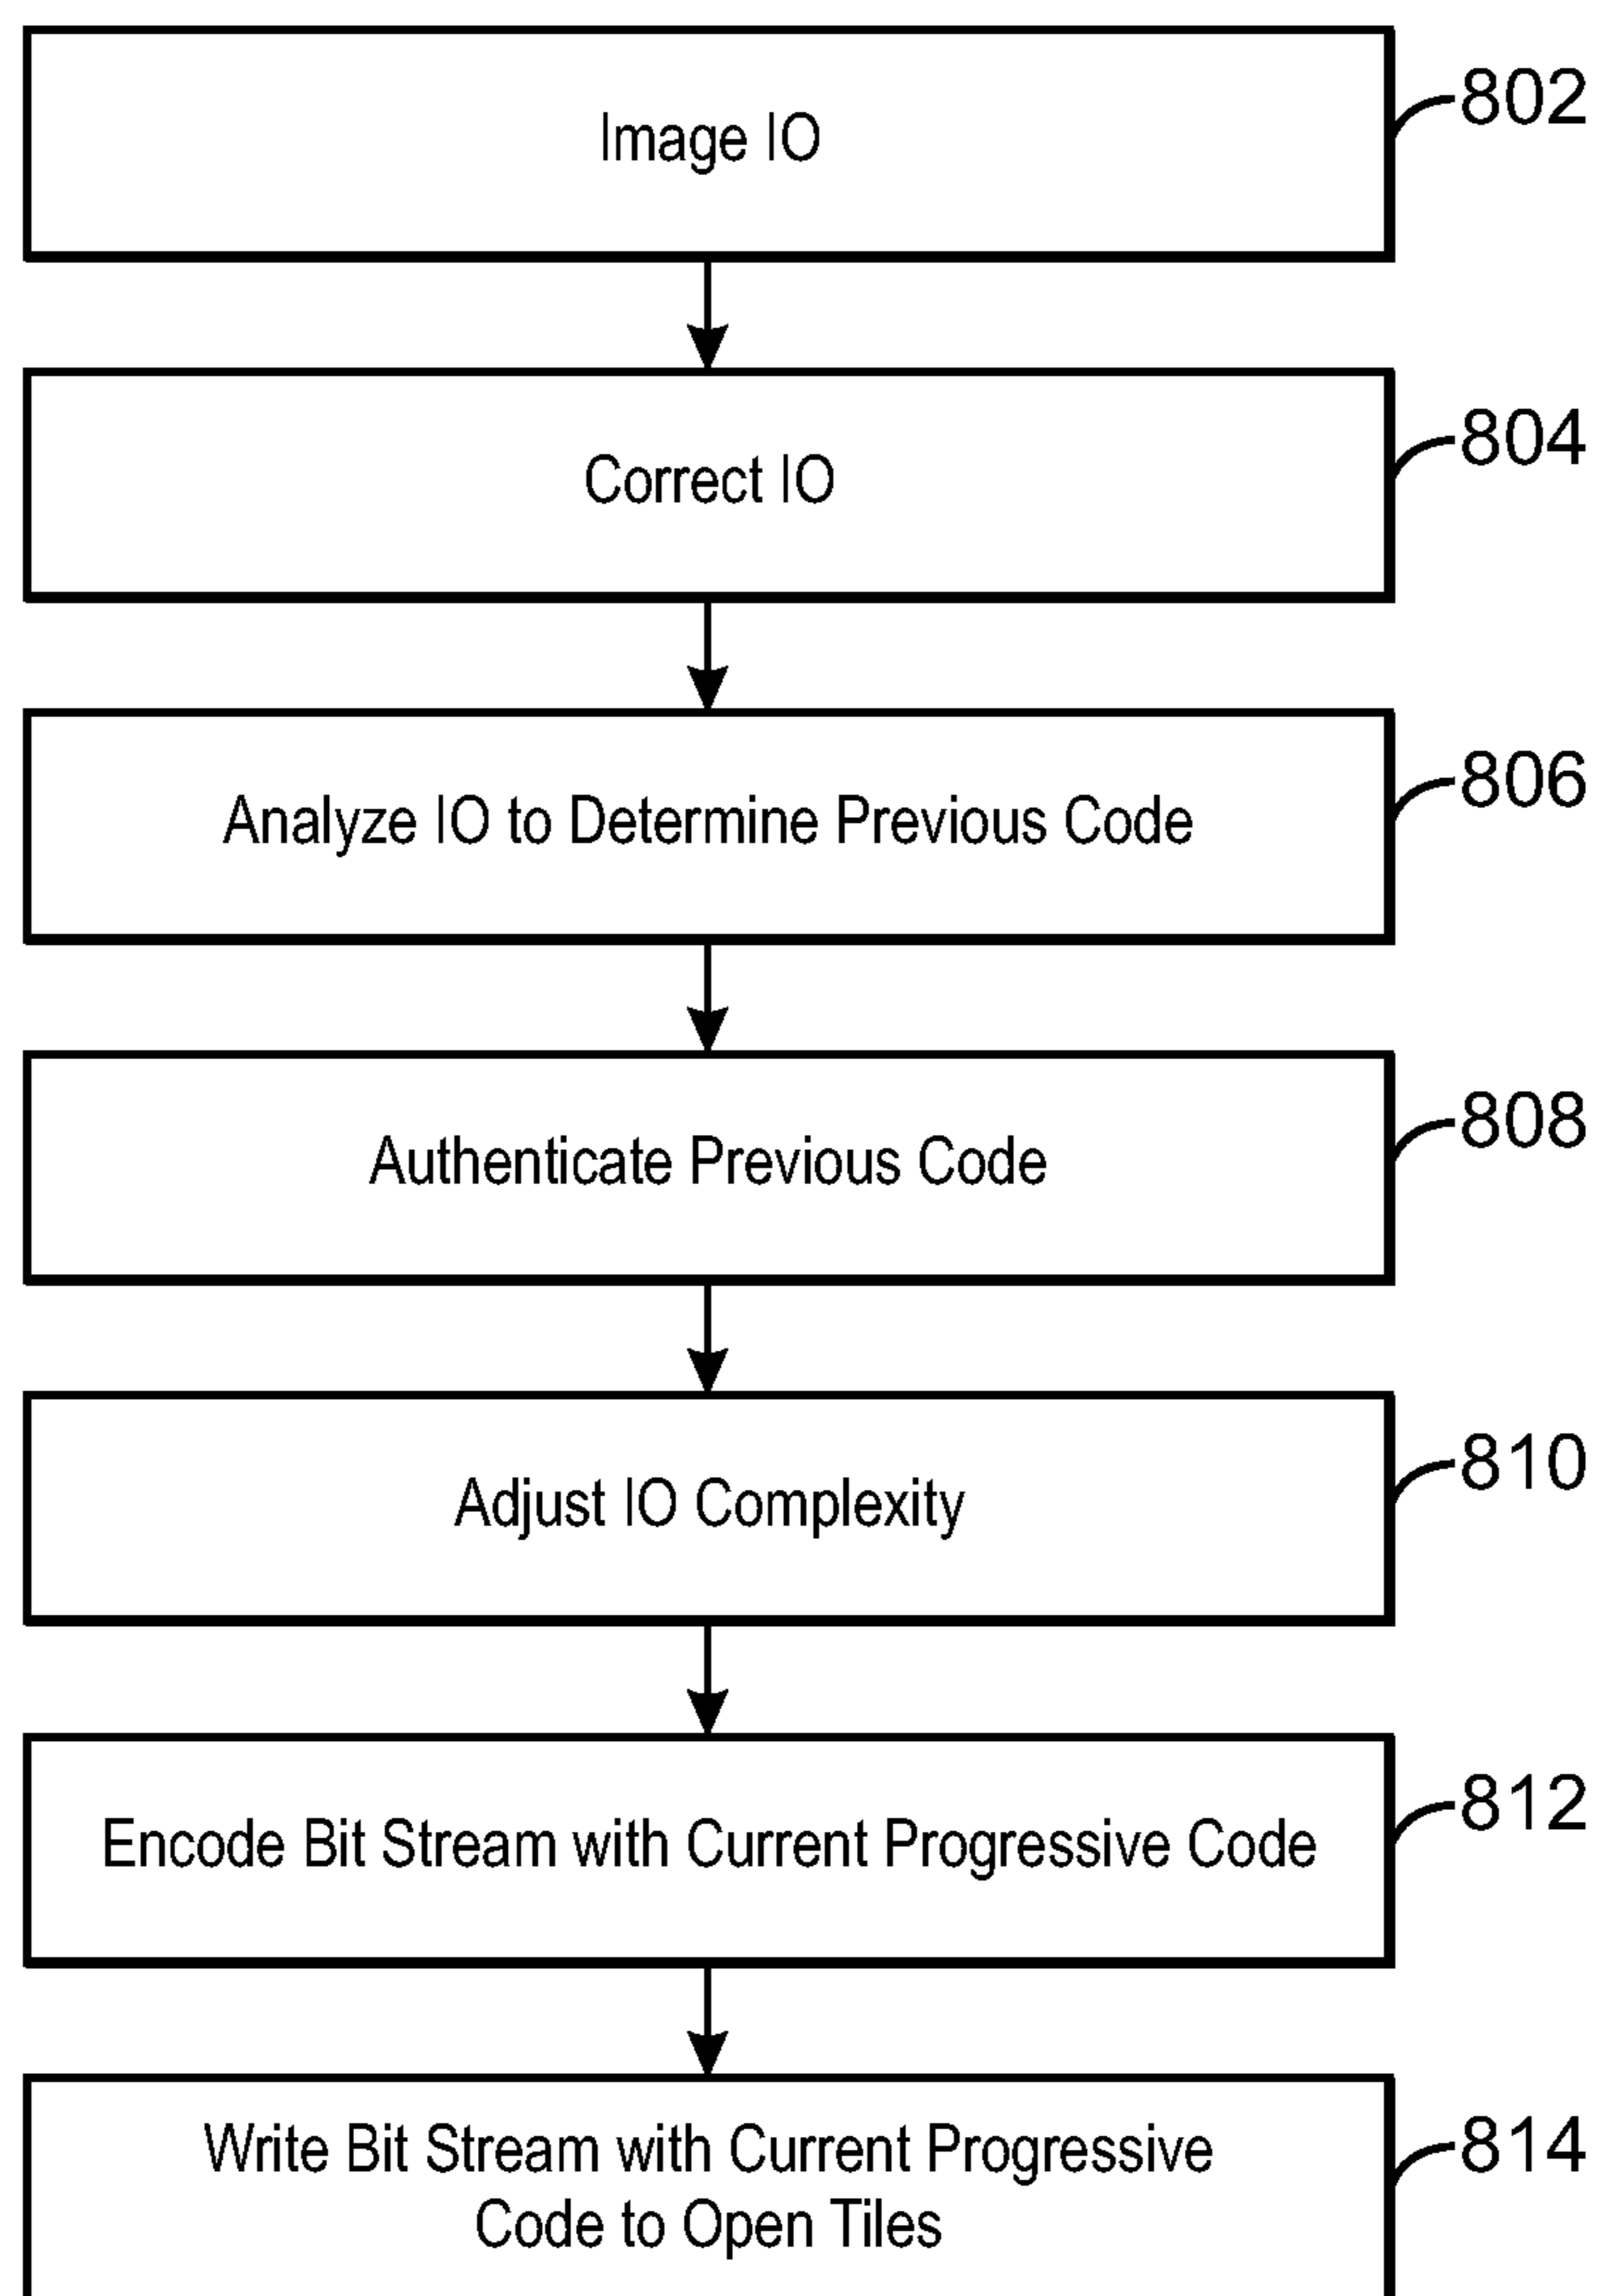 Image IO
802
Correct IO
804
Analyze IO to Determine Previous Code
806
Authenticate Previous Code
808
Adjust IO Complexity
810
Encode Bit Stream with Current Progressive Code
812
Write Bit Stream with Current Progressive
Code to Open Tiles
814